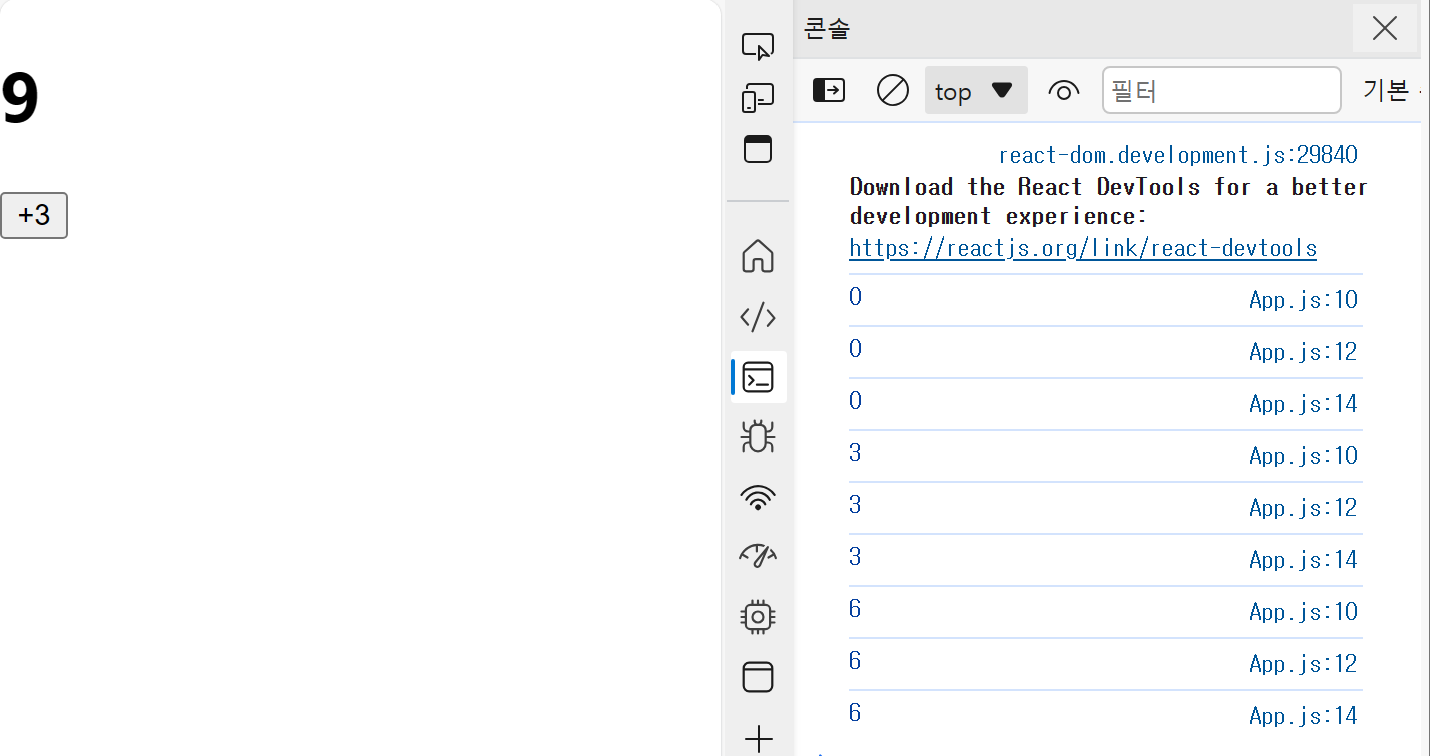 9
+3
콘솔
top
필터
기본
react-dom.development.js:29840
Download the React DevTools for a better
development experience:
https://reactjs.org/link/react-devtools
0 App.js:10
0 App.js:12
0 App.js:14
3 App.js:10
3 App.js:12
3 App.js:14
6 App.js:10
6 App.js:12
6 App.js:14